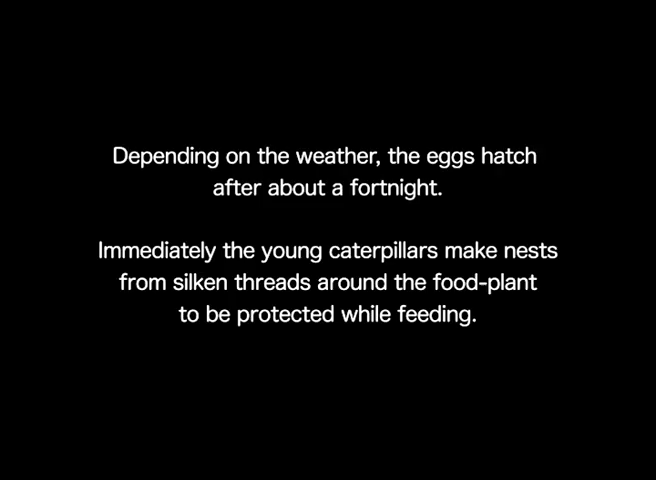 Depending on the weather, the eggs hatch
after about a fortnight.
Immediately the young caterpillars make nests
from silken threads around the food-plant
to be protected while feeding.